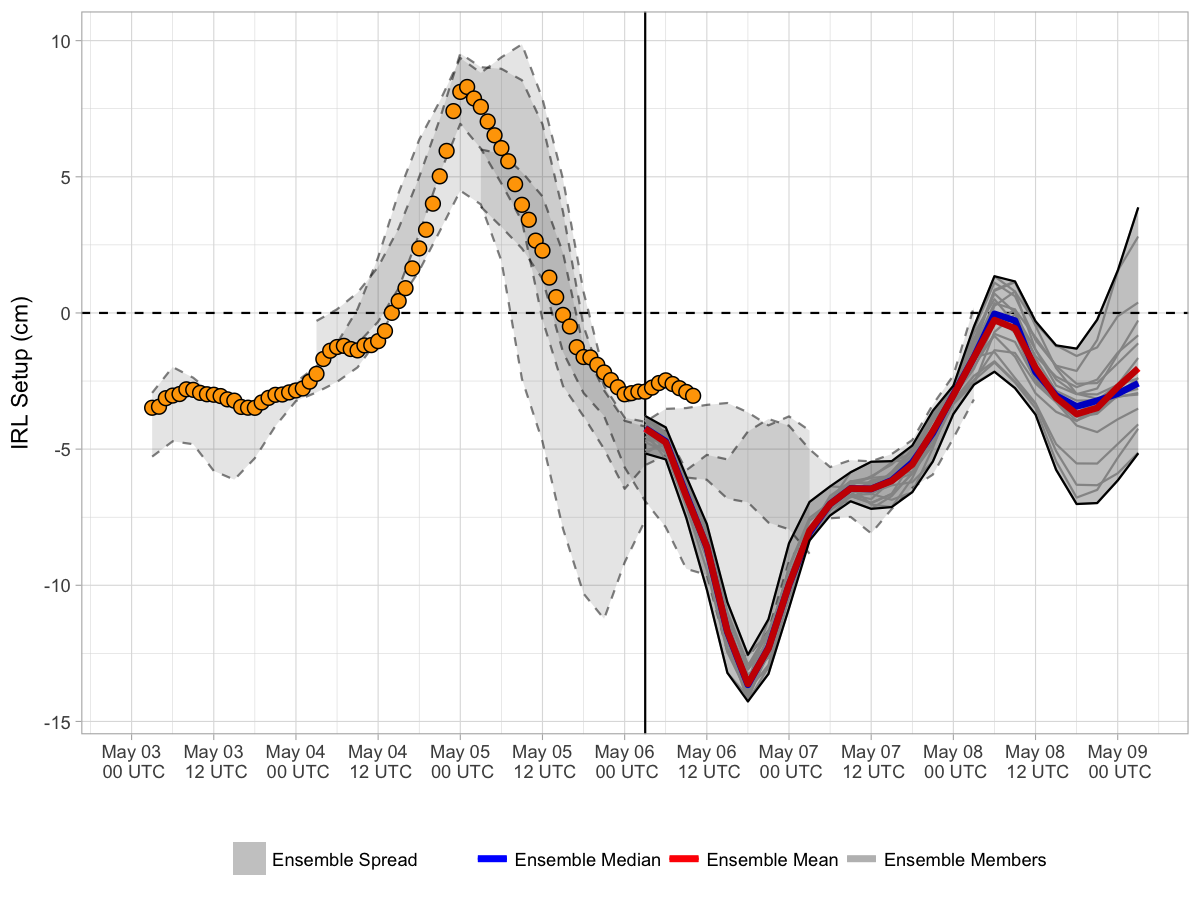 IRL Setup (cm)
10
5
0
-5
-10
-15
May 03 May 03 May 04 May 04 May 05 May 05 May 06 May 06 May 07 May 07 May 08 May 08 May 09
00 UTC 12 UTC 00 UTC 12 UTC 00 UTC 12 UTC 00 UTC 12 UTC 00 UTC 12 UTC 00 UTC 12 UTC 00 UTC
Ensemble Spread Ensemble Median Ensemble Mean Ensemble Members